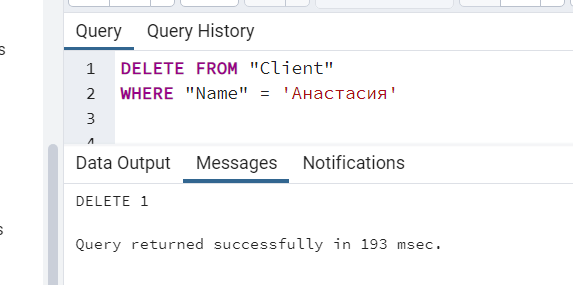 Query Query History
1 DELETE FROM "Client"
2 WHERE "Name" = 'Анастасия'
3
4
Data Output Messages Notifications
DELETE 1
Query returned successfully in 193 msec.